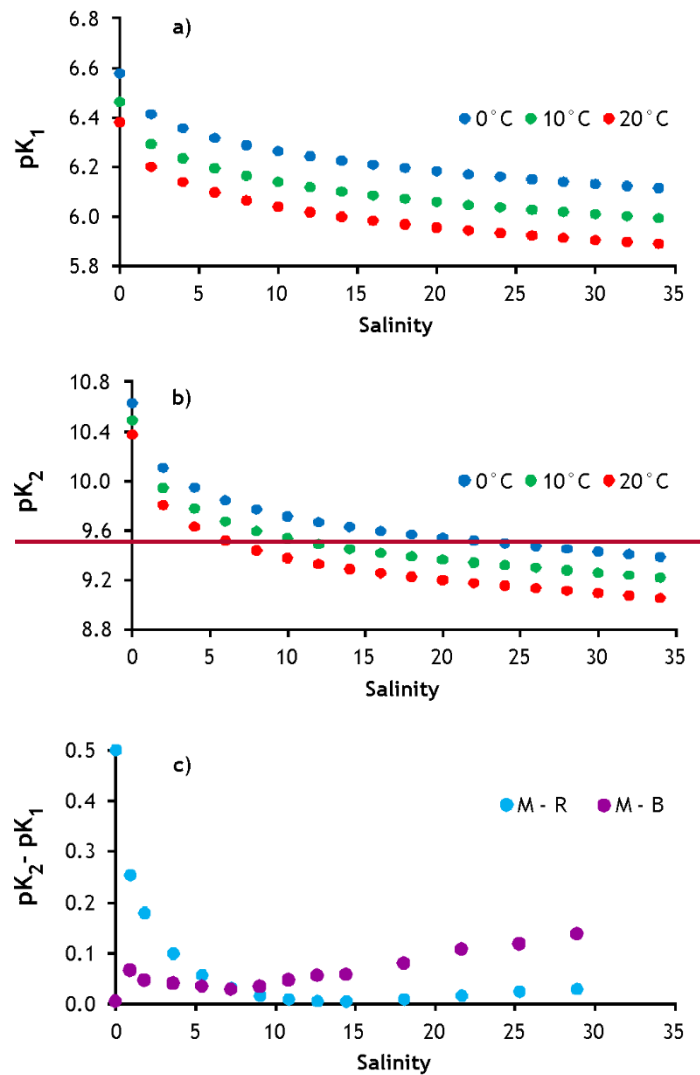 a)
pK1
6.8
6.6
6.4
6.2
6.0
5.8
0°C 10°C 20°C
0 5 10 15 20 25 30 35
Salinity
b)
pK2
10.8
10.4
10.0
9.6
9.2
8.8
0°C 10°C 20°C
0 5 10 15 20 25 30 35
Salinity
c)
pK2- pK1
0.5
0.4
0.3
0.2
0.1
0.0
M - R M - B
0 5 10 15 20 25 30 35
Salinity